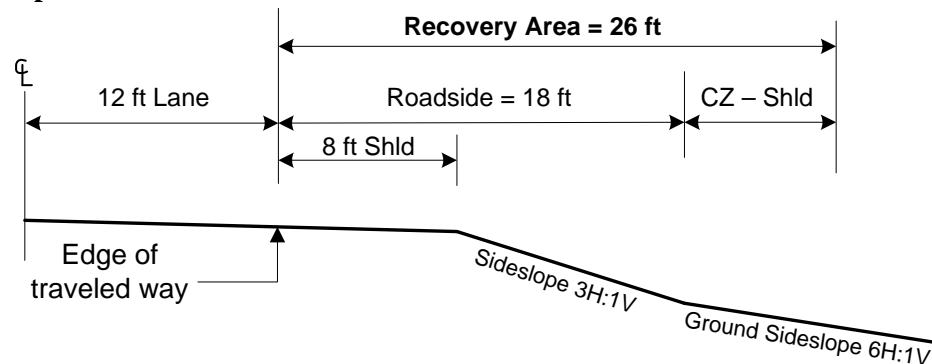 Recovery Area = 26 ft
℄
12 ft Lane
Roadside = 18 ft
CZ – Shld
8 ft Shld
Edge of
traveled way
Sideslope 3H:1V
Ground Sideslope 6H:1V